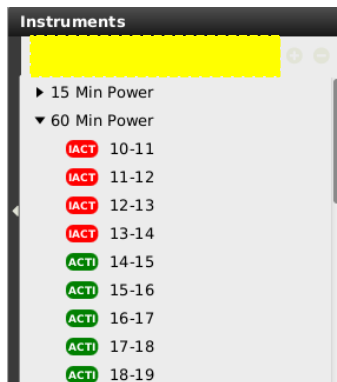 Instruments
15 Min Power
60 Min Power
IACT 10-11
IACT 11-12
IACT 12-13
IACT 13-14
ACTI 14-15
ACTI 15-16
ACTI 16-17
ACTI 17-18
ACTI 18-19